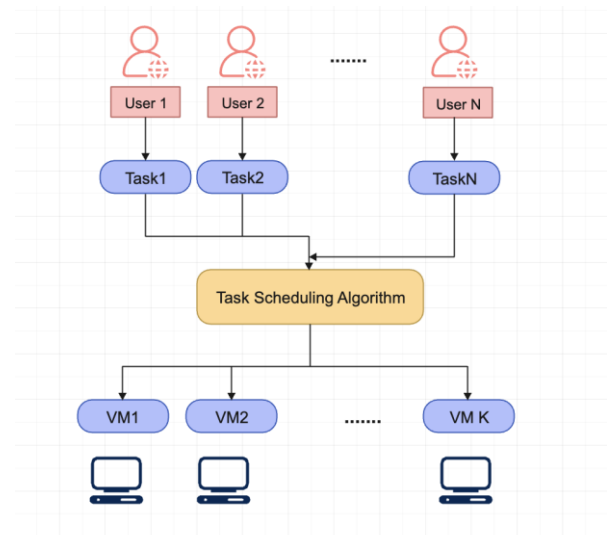 .......
User 1
User 2
User N
Task1
Task2
TaskN
Task Scheduling Algorithm
VM1
VM2
.......
VM K